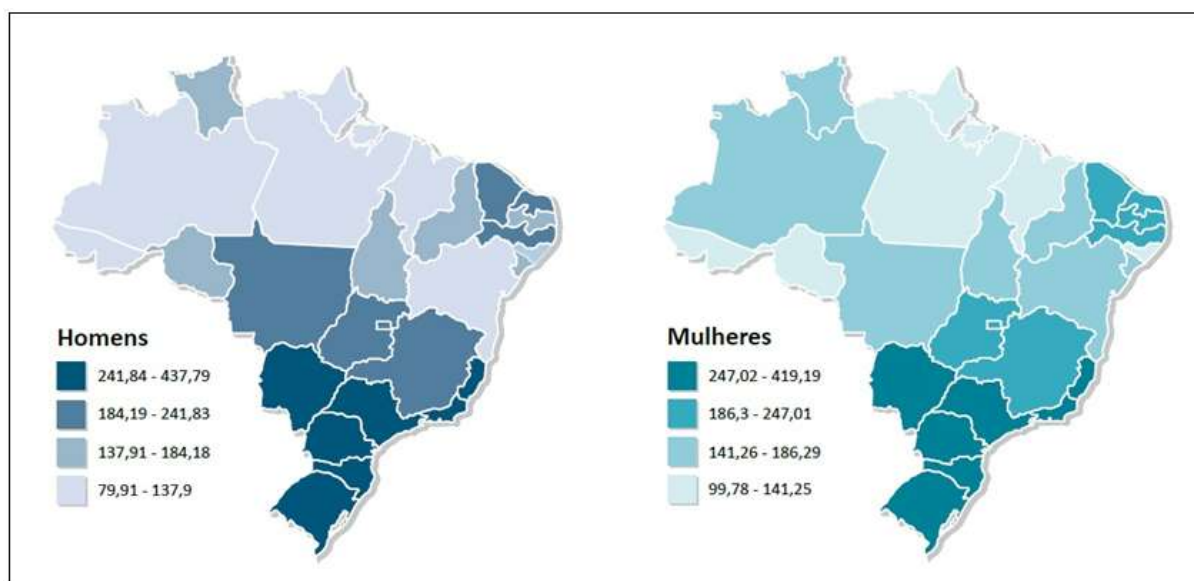 Homens
241,84 - 437,79
184,19 - 241,83
137,91 - 184,18
79,91 - 137,9
Mulheres
247,02 - 419,19
186,3 - 247,01
141,26 - 186,29
99,78 - 141,25